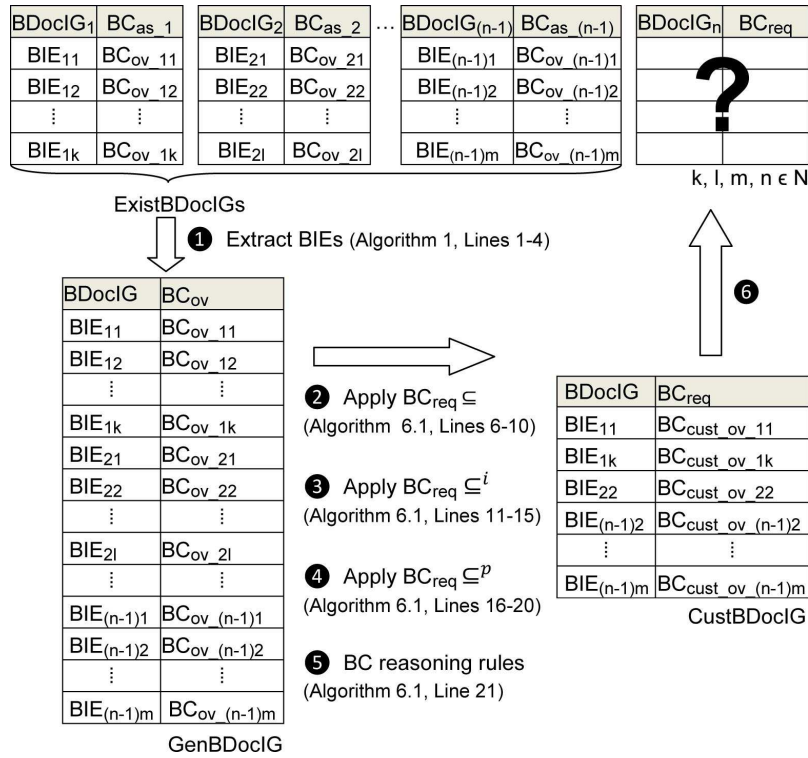 BDocIG1 BCas_1 BDocIG2 BCas_2 ... BDocIG(n-1) BCas_(n-1) BDocIGn BCreq
BIE11 BCov_11 BIE21 BCov_21 BIE(n-1)1 BCov_(n-1)1
BIE12 BCov_12 BIE22 BCov_22 BIE(n-1)2 BCov_(n-1)2
⋮ ⋮ ⋮ ⋮ ⋮ ⋮
BIE1k BCov_1k BIE2l BCov_2l BIE(n-1)m BCov_(n-1)m
?
k, l, m, n ϵ N
ExistBDocIGs
❶ Extract BIEs (Algorithm 1, Lines 1-4)
BDocIG BCov
BIE11 BCov_11
BIE12 BCov_12
⋮ ⋮
BIE1k BCov_1k
BIE21 BCov_21
BIE22 BCov_22
⋮ ⋮
BIE2l BCov_2l
⋮ ⋮
BIE(n-1)1 BCov_(n-1)1
BIE(n-1)2 BCov_(n-1)2
⋮ ⋮
BIE(n-1)m BCov_(n-1)m
GenBDocIG
❷ Apply BCreq ⊆
(Algorithm 6.1, Lines 6-10)
❸ Apply BCreq ⊆i
(Algorithm 6.1, Lines 11-15)
❹ Apply BCreq ⊆p
(Algorithm 6.1, Lines 16-20)
❺ BC reasoning rules
(Algorithm 6.1, Line 21)
❻
BDocIG BCreq
BIE11 BCcust_ov_11
BIE1k BCcust_ov_1k
BIE22 BCcust_ov_22
BIE(n-1)2 BCcust_ov_(n-1)2
⋮ ⋮
BIE(n-1)m BCcust_ov_(n-1)m
CustBDocIG